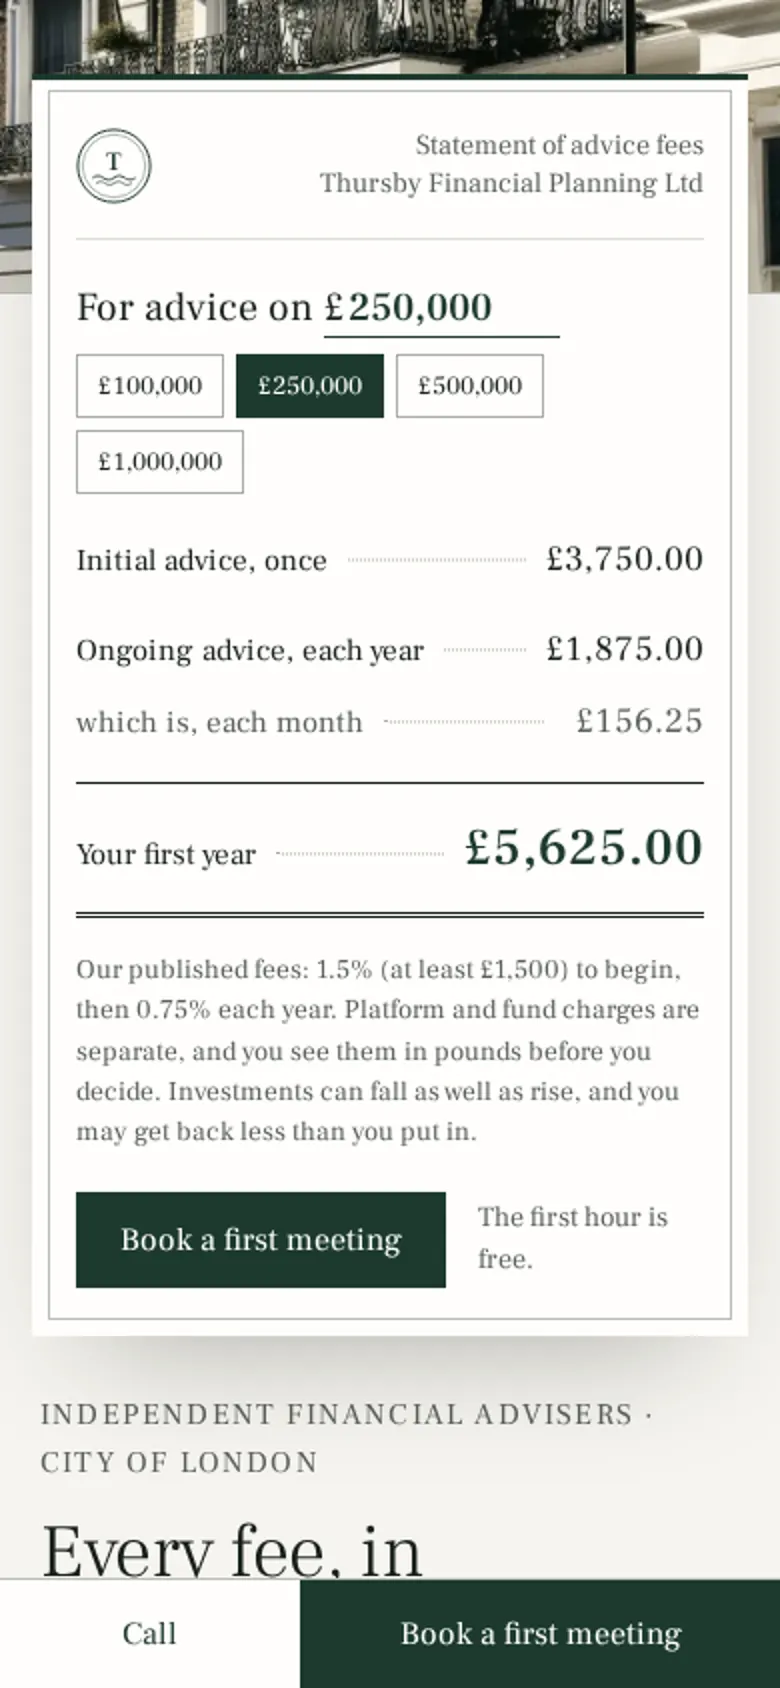 T
Statement of advice fees
Thursby Financial Planning Ltd
For advice on £250,000
£100,000 £250,000 £500,000
£1,000,000
Initial advice, once £3,750.00
Ongoing advice, each year £1,875.00
which is, each month £156.25
Your first year £5,625.00
Our published fees: 1.5% (at least £1,500) to begin,
then 0.75% each year. Platform and fund charges are
separate, and you see them in pounds before you
decide. Investments can fall as well as rise, and you
may get back less than you put in.
Book a first meeting
The first hour is
free.
INDEPENDENT FINANCIAL ADVISERS ·
CITY OF LONDON
Every fee, in
Call Book a first meeting